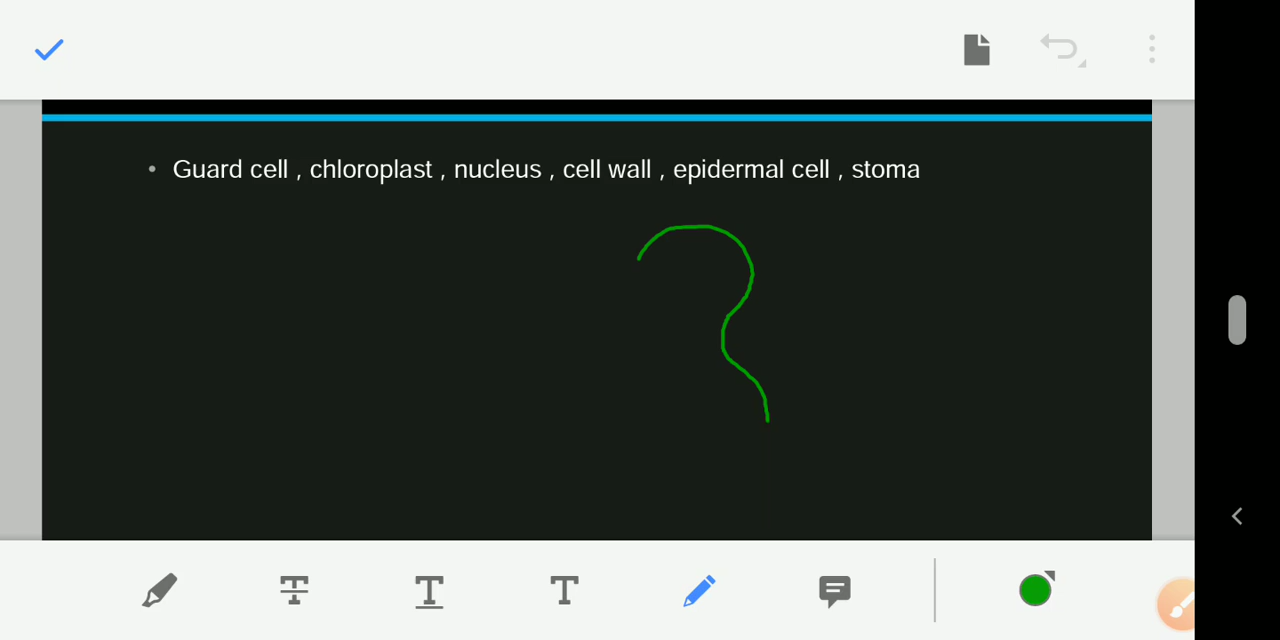 • Guard cell , chloroplast , nucleus , cell wall , epidermal cell , stoma